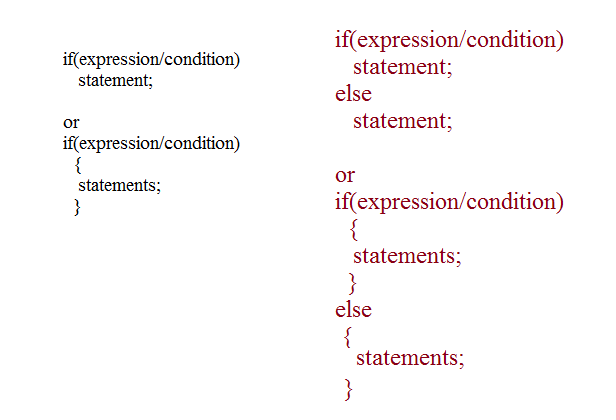 if(expression/condition)
statement;
or
if(expression/condition)
{
statements;
}
if(expression/condition)
statement;
else
statement;
or
if(expression/condition)
{
statements;
}
else
{
statements;
}